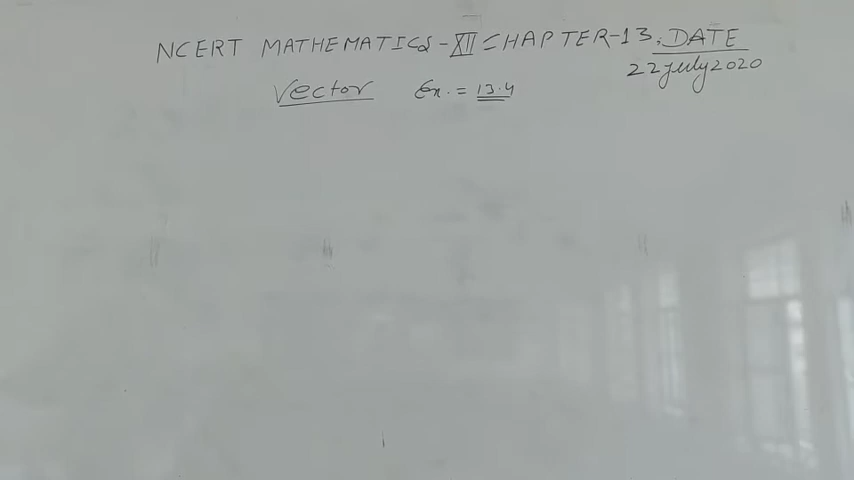 NCERT MATHEMATICS-XII CHAPTER-13. DATE
22 July 2020
Vector Ex. = 13.4